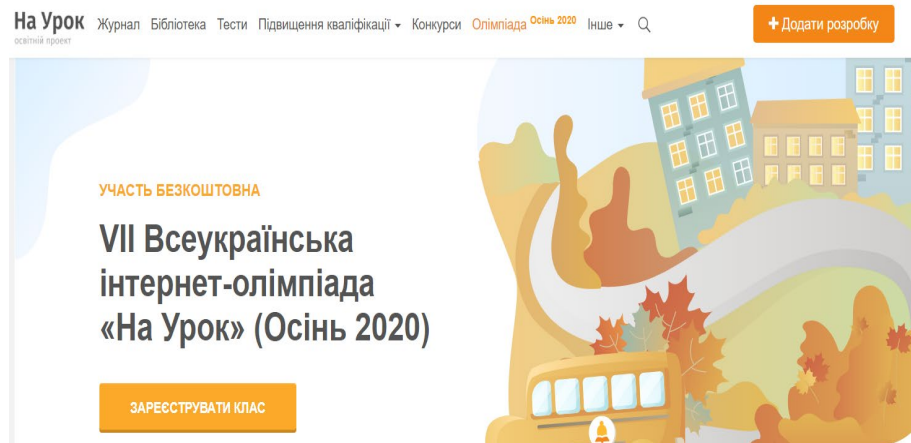 На Урок Журнал Бібліотека Тести Підвищення кваліфікації Конкурси Олімпіада Осінь 2020 Інше + Додати розробку
освітній проект
УЧАСТЬ БЕЗКОШТОВНА
VII Всеукраїнська
інтернет-олімпіада
«На Урок» (Осінь 2020)
ЗАРЕЄСТРУВАТИ КЛАС